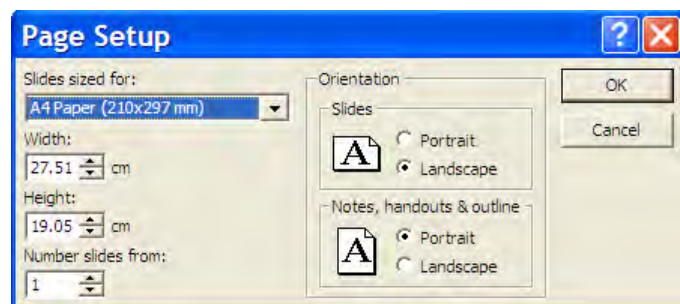 Page Setup
Slides sized for:
A4 Paper (210x297 mm)
Width:
27.51 cm
Height:
19.05 cm
Number slides from:
1
Orientation
Slides
A
Portrait
Landscape
Notes, handouts & outline
A
Portrait
Landscape
?
OK
Cancel